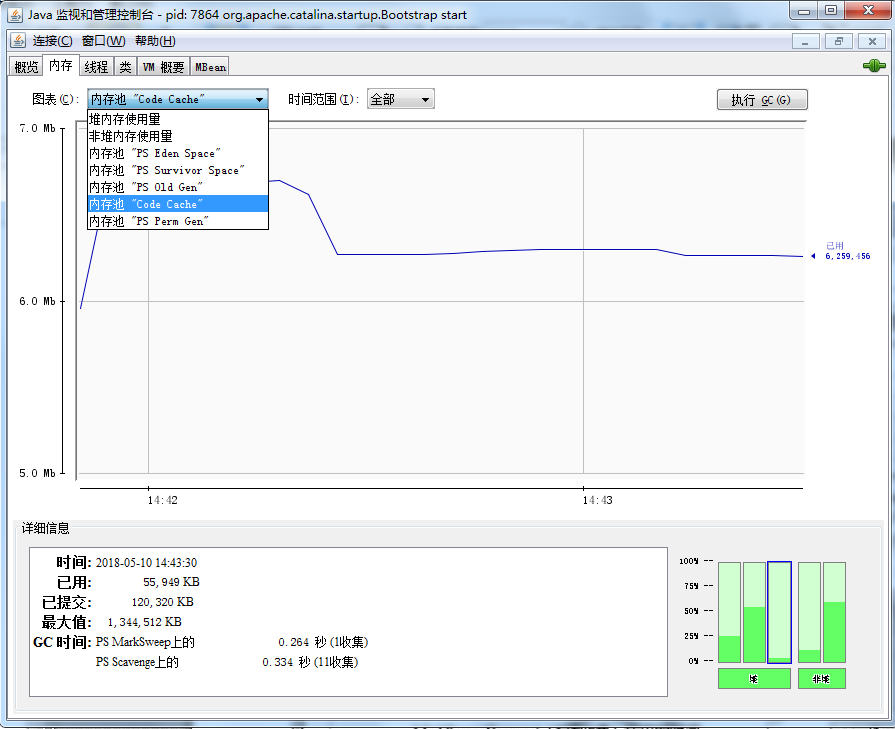 Java 监视和管理控制台 - pid: 7864 org.apache.catalina.startup.Bootstrap start
连接(C) 窗口(W) 帮助(H)
概览 内存 线程 类 VM 概要 MBean
图表(C): 内存池 "Code Cache" 时间范围(I): 全部 执行 GC(G)
堆内存使用量
非堆内存使用量
内存池 "PS Eden Space"
内存池 "PS Survivor Space"
内存池 "PS Old Gen"
内存池 "Code Cache"
内存池 "PS Perm Gen"
7.0 Mb
6.0 Mb
5.0 Mb
已用
6,259,456
14:42 14:43
详细信息
时间: 2018-05-10 14:43:30
已用: 55,949 KB
已提交: 120,320 KB
最大值: 1,344,512 KB
GC 时间: PS MarkSweep上的 0.264 秒 (1收集)
PS Scavenge上的 0.334 秒 (11收集)
100%
75%
50%
25%
0%
堆 非堆